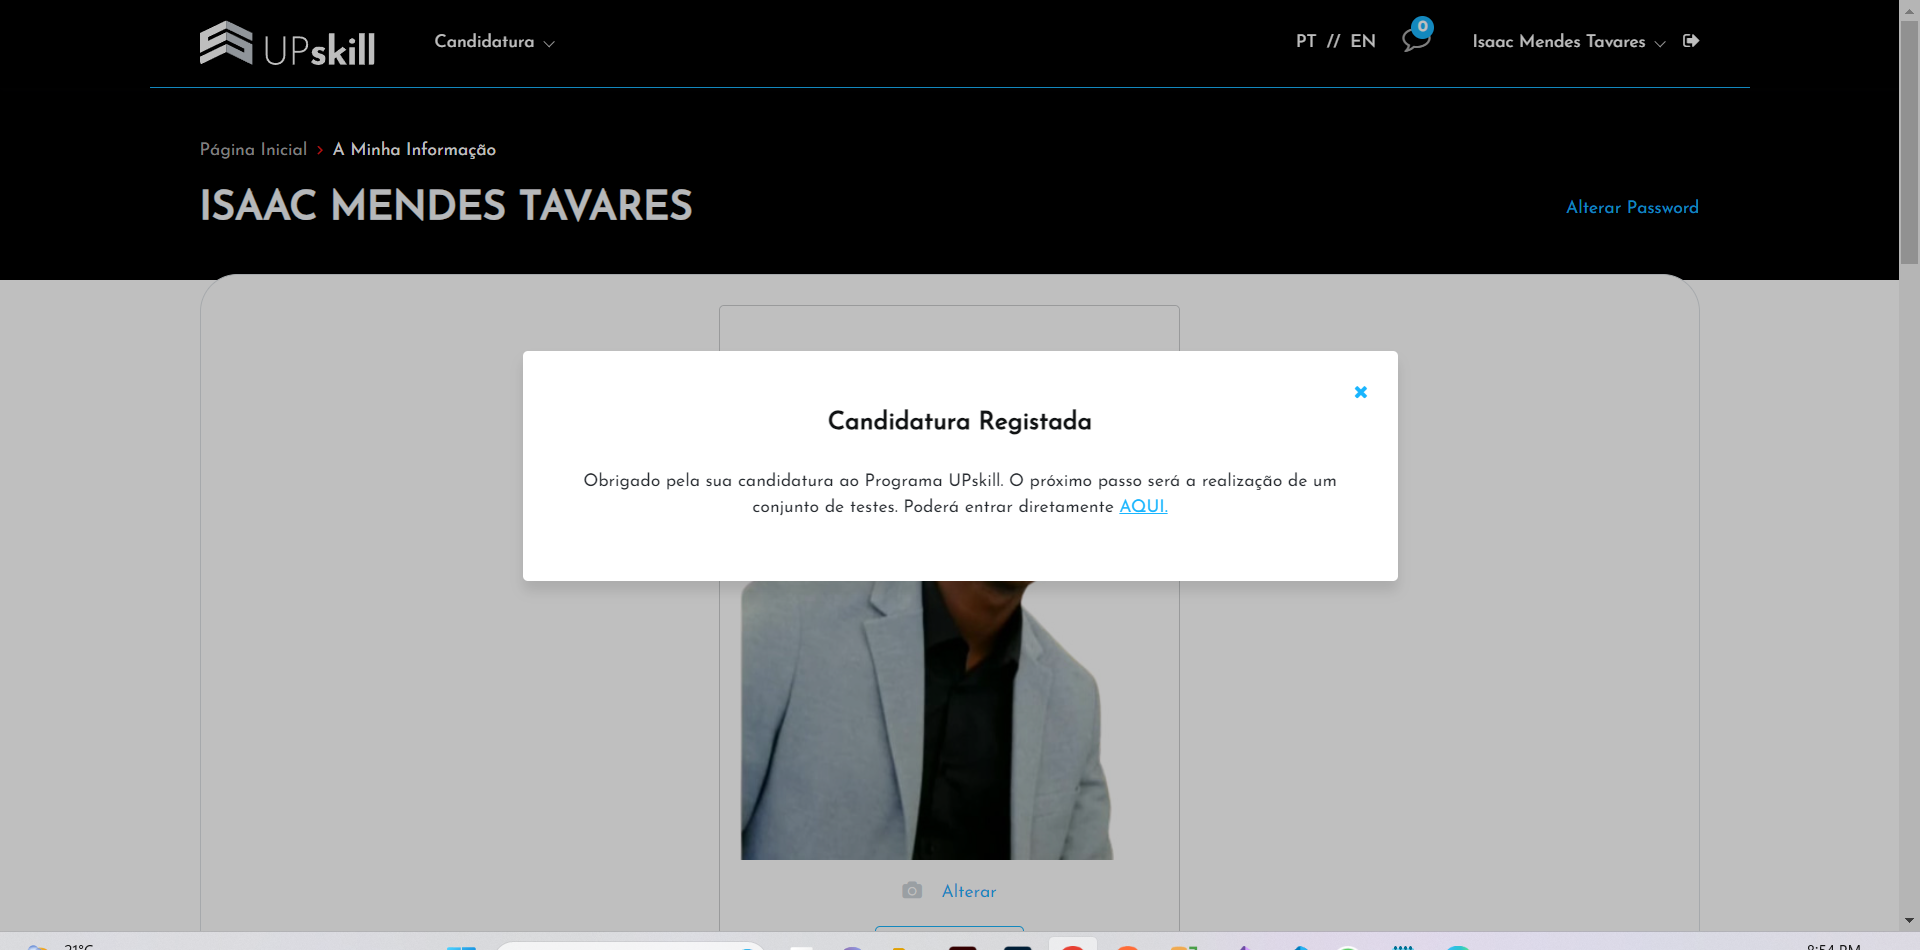 UPskill
Candidatura
PT // EN
0
Isaac Mendes Tavares
Página Inicial > A Minha Informação
ISAAC MENDES TAVARES
Alterar Password
Candidatura Registada
Obrigado pela sua candidatura ao Programa UPskill. O próximo passo será a realização de um
conjunto de testes. Poderá entrar diretamente AQUI.
Alterar
21°C
8:54 PM